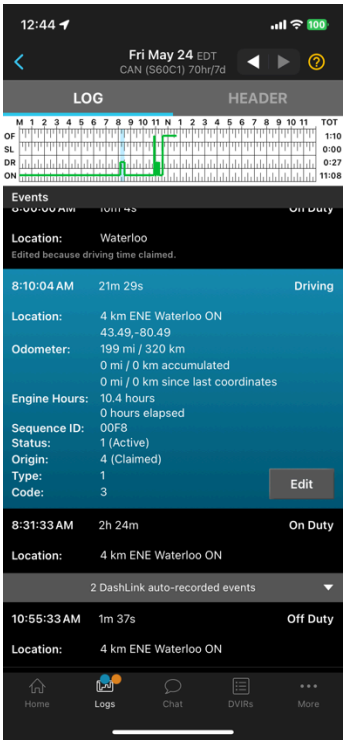 12:44
100
Fri May 24 EDT
CAN (S60C1) 70hr/7d
LOG HEADER
M 1 2 3 4 5 6 7 8 9 10 11 N 1 2 3 4 5 6 7 8 9 10 11 TOT
OF 1:10
SL 0:00
DR 0:27
ON 11:08
Events
8:00:00 AM 10m 4s On Duty
Location: Waterloo
Edited because driving time claimed.
8:10:04 AM 21m 29s Driving
Location: 4 km ENE Waterloo ON
43.49,-80.49
Odometer: 199 mi / 320 km
0 mi / 0 km accumulated
0 mi / 0 km since last coordinates
Engine Hours: 10.4 hours
0 hours elapsed
Sequence ID: 00F8
Status: 1 (Active)
Origin: 4 (Claimed)
Type: 1
Code: 3
Edit
8:31:33 AM 2h 24m On Duty
Location: 4 km ENE Waterloo ON
2 DashLink auto-recorded events
10:55:33 AM 1m 37s Off Duty
Location: 4 km ENE Waterloo ON
Home Logs Chat DVIRs More